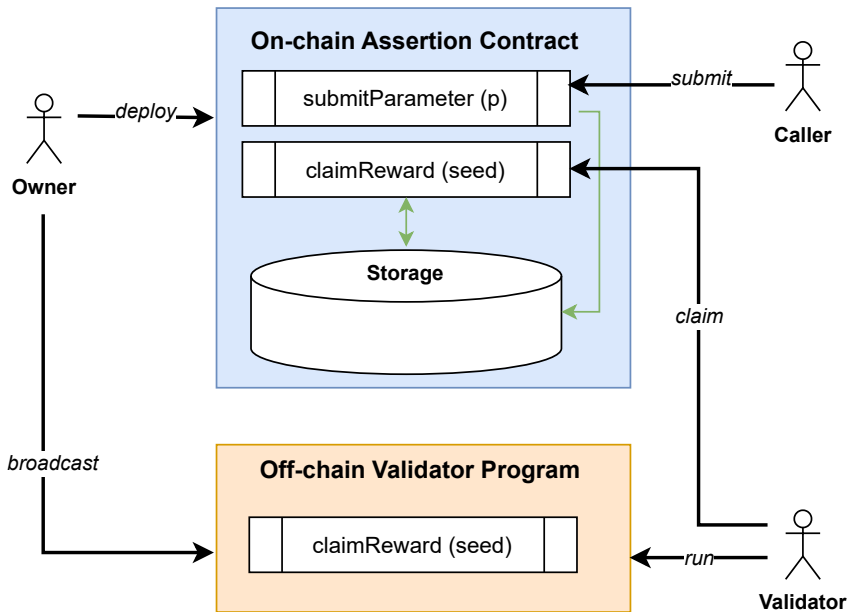 On-chain Assertion Contract
submitParameter (p)
submit
deploy
Caller
Owner
claimReward (seed)
Storage
claim
broadcast
Off-chain Validator Program
claimReward (seed)
run
Validator